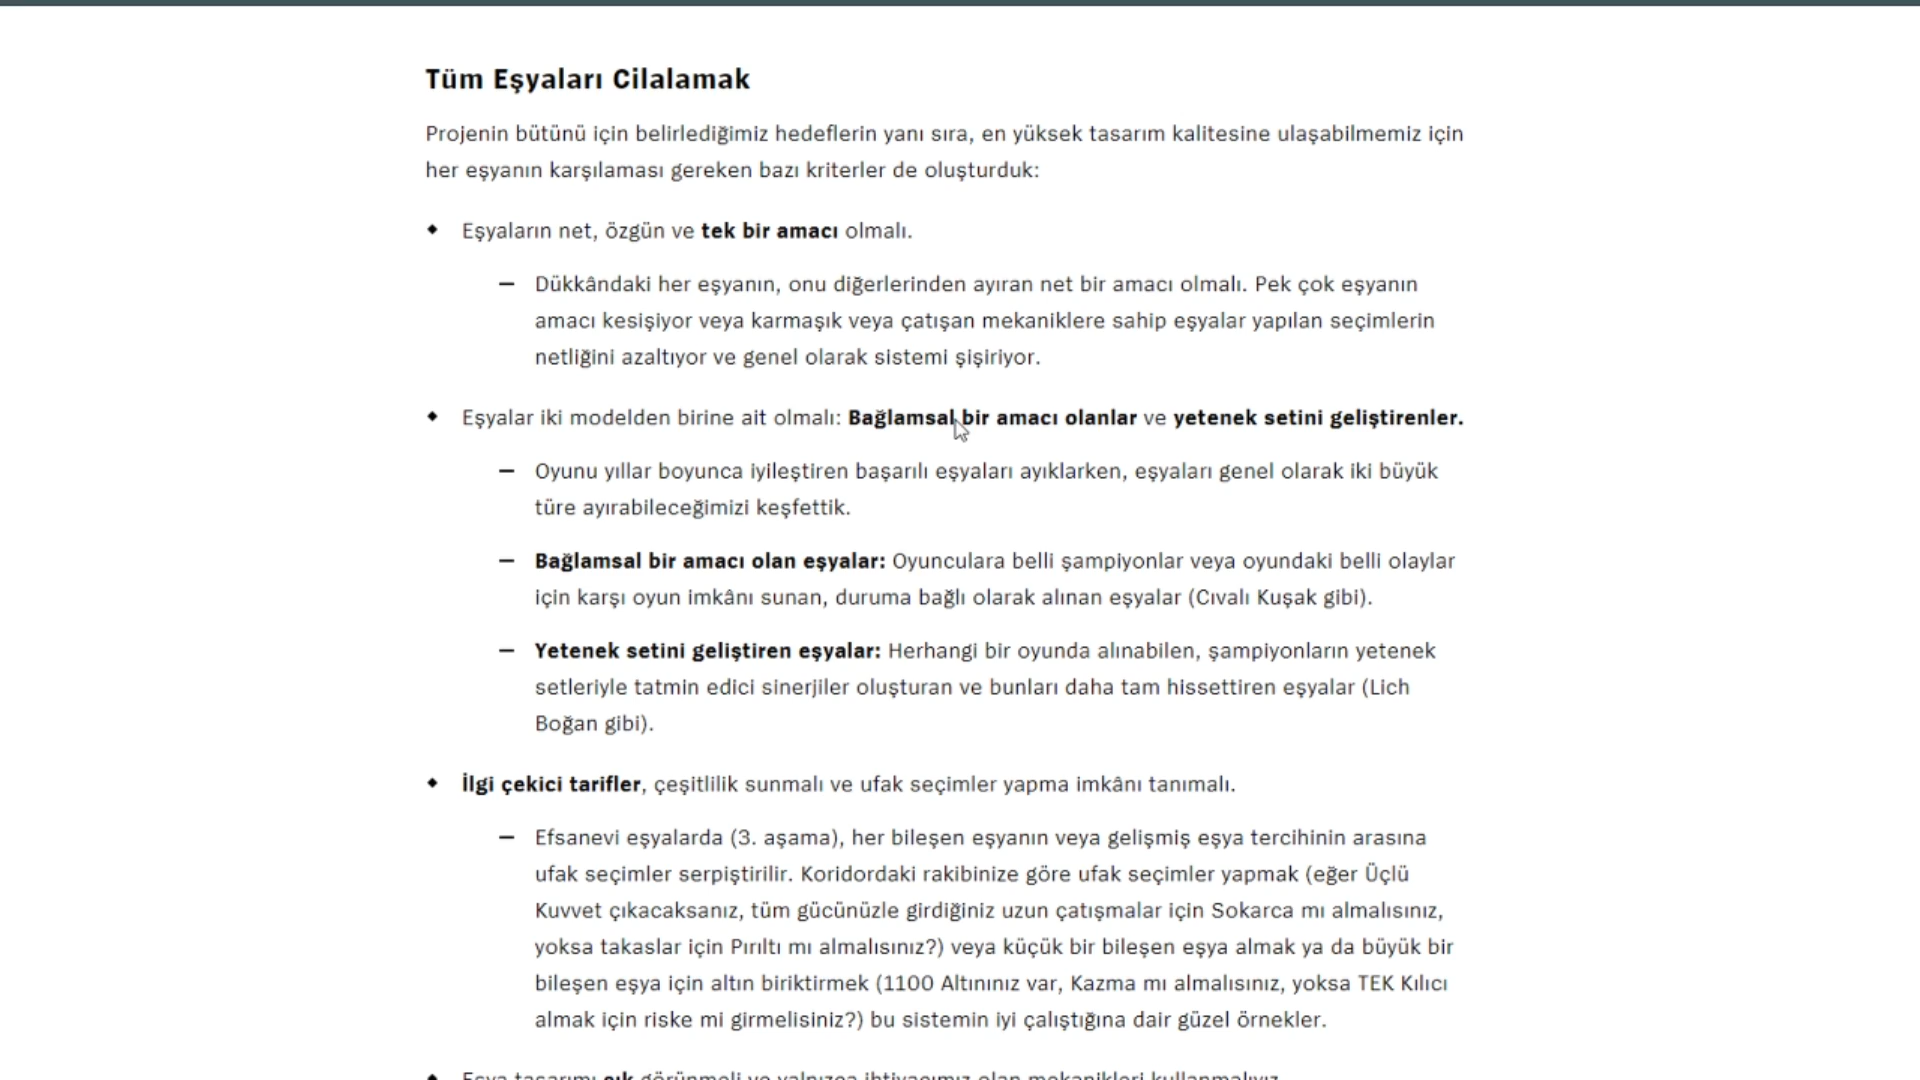 Tüm Eşyaları Cilalamak
Projenin bütünü için belirlediğimiz hedeflerin yanı sıra, en yüksek tasarım kalitesine ulaşabilmemiz için
her eşyanın karşılaması gereken bazı kriterler de oluşturduk:
◆ Eşyaların net, özgün ve tek bir amacı olmalı.
— Dükkândaki her eşyanın, onu diğerlerinden ayıran net bir amacı olmalı. Pek çok eşyanın
amacı kesişiyor veya karmaşık veya çatışan mekaniklere sahip eşyalar yapılan seçimlerin
netliğini azaltıyor ve genel olarak sistemi şişiriyor.
◆ Eşyalar iki modelden birine ait olmalı: Bağlamsal bir amacı olanlar ve yetenek setini geliştirenler.
— Oyunu yıllar boyunca iyileştiren başarılı eşyaları ayıklarken, eşyaları genel olarak iki büyük
türe ayırabileceğimizi keşfettik.
— Bağlamsal bir amacı olan eşyalar: Oyunculara belli şampiyonlar veya oyundaki belli olaylar
için karşı oyun imkânı sunan, duruma bağlı olarak alınan eşyalar (Cıvalı Kuşak gibi).
— Yetenek setini geliştiren eşyalar: Herhangi bir oyunda alınabilen, şampiyonların yetenek
setleriyle tatmin edici sinerjiler oluşturan ve bunları daha tam hissettiren eşyalar (Lich
Boğan gibi).
◆ İlgi çekici tarifler, çeşitlilik sunmalı ve ufak seçimler yapma imkânı tanımalı.
— Efsanevi eşyalarda (3. aşama), her bileşen eşyanın veya gelişmiş eşya tercihinin arasına
ufak seçimler serpiştirilir. Koridordaki rakibinize göre ufak seçimler yapmak (eğer Üçlü
Kuvvet çıkacaksanız, tüm gücünüzle girdiğiniz uzun çatışmalar için Sokarca mı almalısınız,
yoksa takaslar için Pırıltı mı almalısınız?) veya küçük bir bileşen eşya almak ya da büyük bir
bileşen eşya için altın biriktirmek (1100 Altınınız var, Kazma mı almalısınız, yoksa TEK Kılıcı
almak için riske mi girmelisiniz?) bu sistemin iyi çalıştığına dair güzel örnekler.
◆ Eşya tasarımı şık görünmeli ve yalnızca ihtiyacımız olan mekanikleri kullanmalıyız